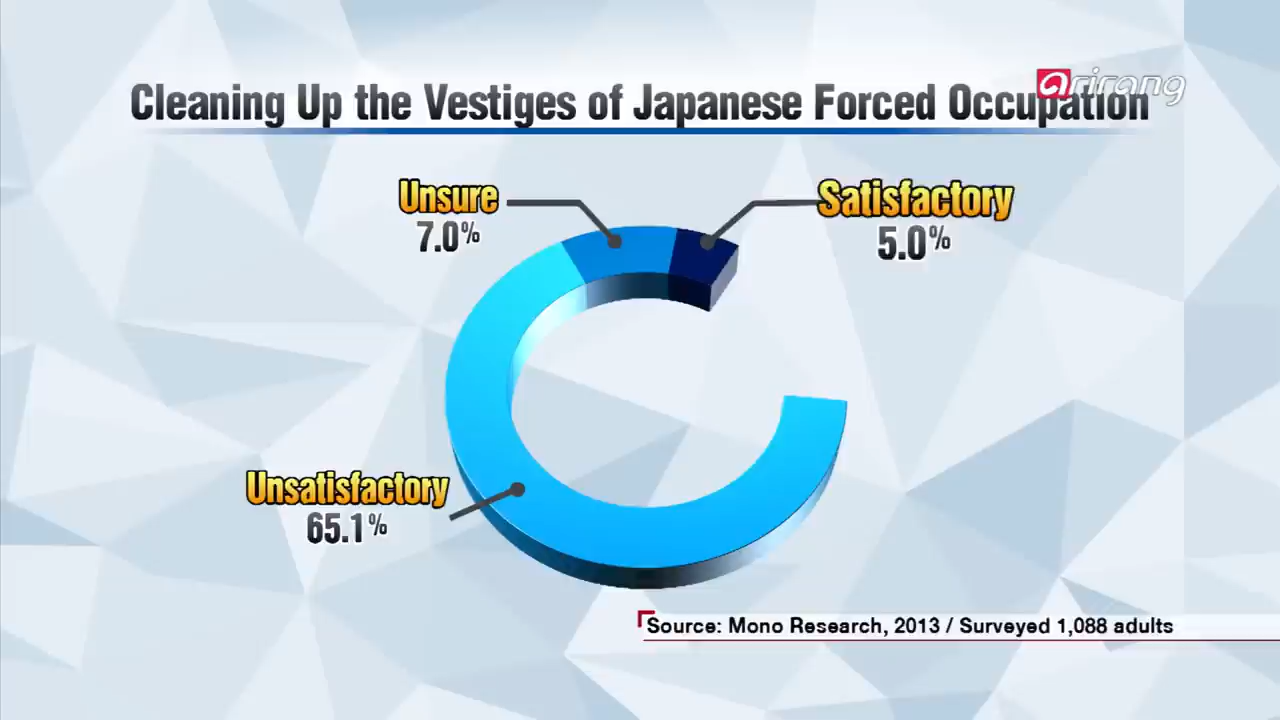 arirang
Cleaning Up the Vestiges of Japanese Forced Occupation
Unsure
7.0%
Satisfactory
5.0%
Unsatisfactory
65.1%
Source: Mono Research, 2013 / Surveyed 1,088 adults